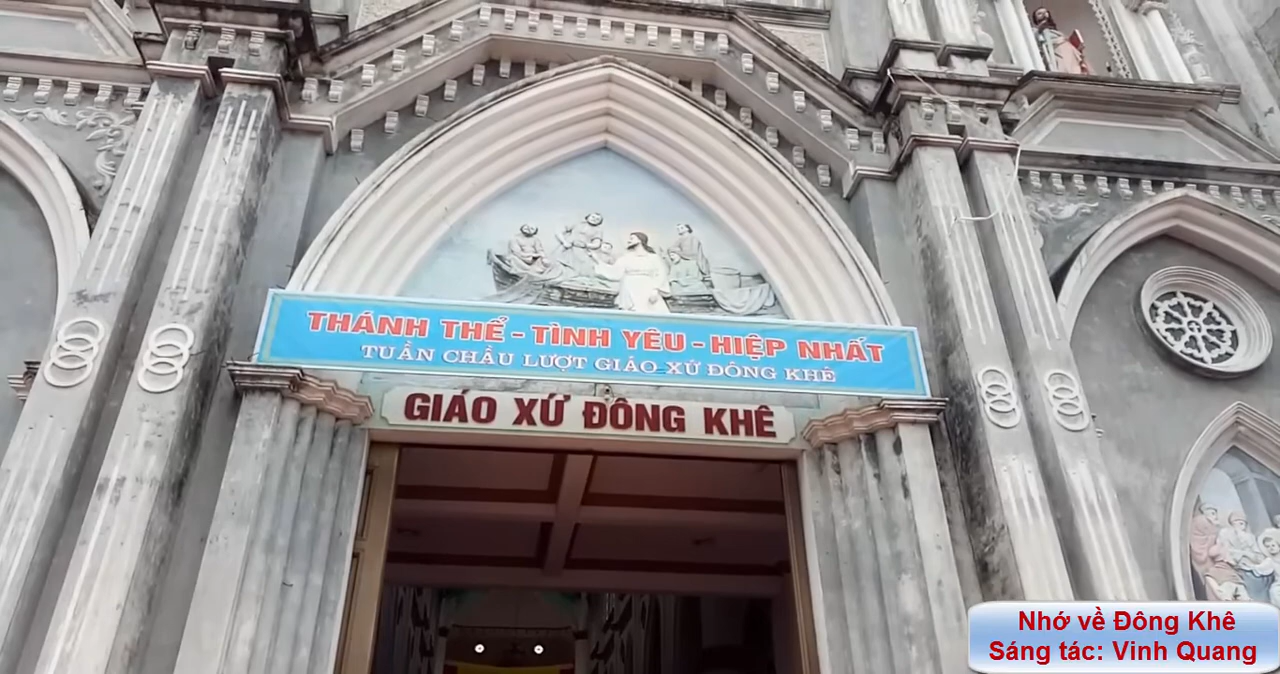 THÁNH THỂ - TÌNH YÊU - HIỆP NHẤT
TUẦN CHẦU LƯỢT GIÁO XỨ ĐÔNG KHÊ
GIÁO XỨ ĐÔNG KHÊ
Nhớ về Đông Khê
Sáng tác: Vinh Quang